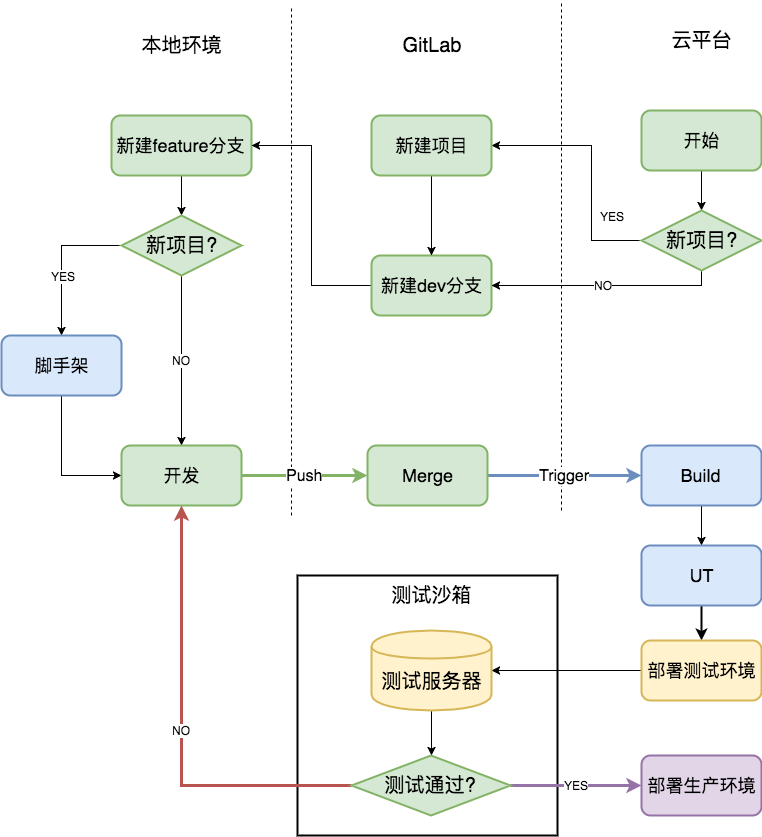 本地环境
GitLab
云平台
新建feature分支
新建项目
开始
YES
新项目?
新项目?
YES
新建dev分支
NO
脚手架
NO
开发
Push
Merge
Trigger
Build
UT
测试沙箱
测试服务器
部署测试环境
NO
测试通过?
YES
部署生产环境